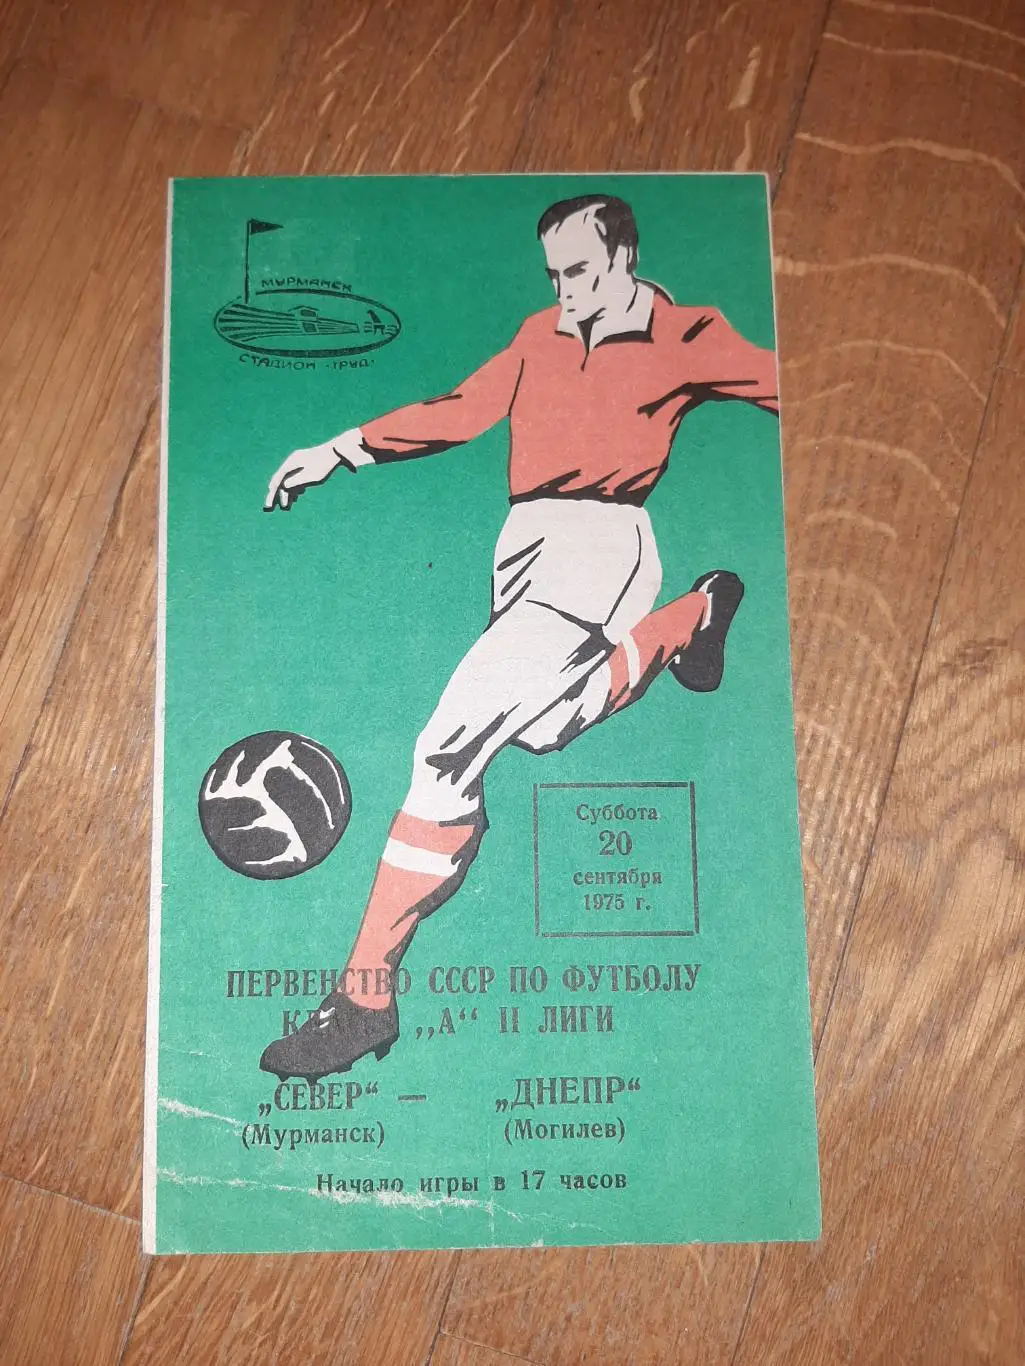 МУРМАНСК
СТАДИОН „ТРУД“
Суббота
20
сентября
1975 г.
ПЕРВЕНСТВО СССР ПО ФУТБОЛУ
„А“ II ЛИГИ
„СЕВЕР“ — „ДНЕПР“
(Мурманск) (Могилев)
Начало игры в 17 часов